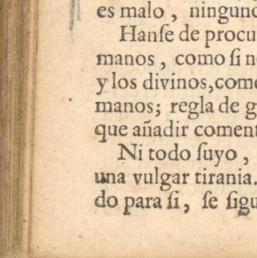 es malo, ningun
Hanſe de procu
manos, como ſi n
y los divinos,com
manos; regla de g
que añadir coment
Ni todo ſuyo,
una vulgar tirania.
do para ſi, ſe ſigu